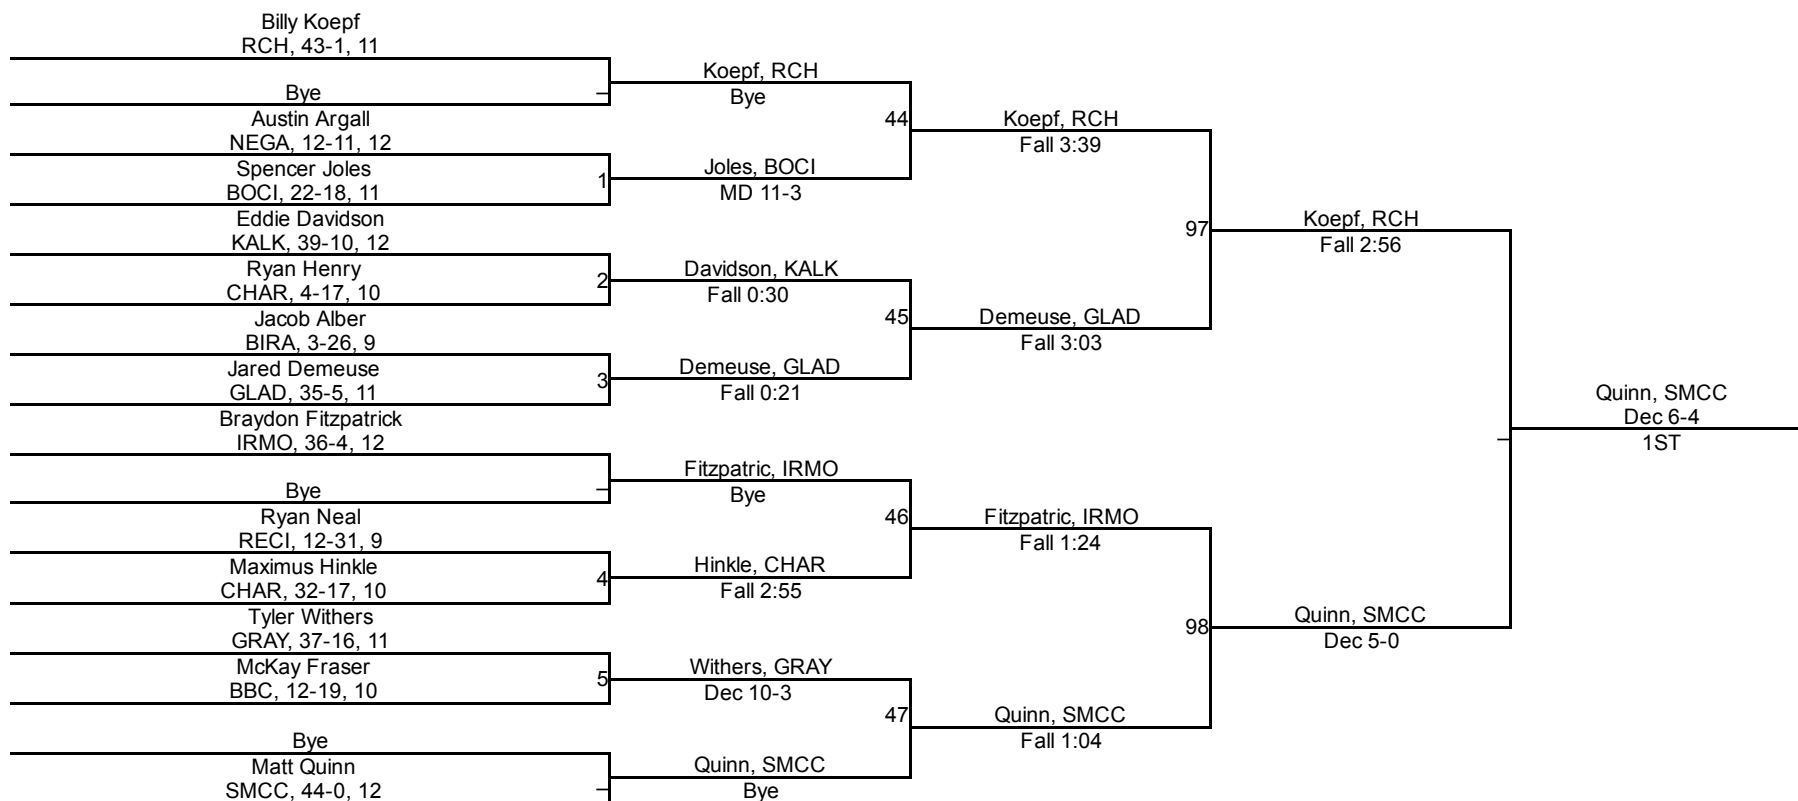 Billy Koepf
RCH, 43-1, 11
Bye
Austin Argall
NEGA, 12-11, 12
Spencer Joles
BOCI, 22-18, 11
1
Eddie Davidson
KALK, 39-10, 12
Ryan Henry
CHAR, 4-17, 10
2
Jacob Alber
BIRA, 3-26, 9
Jared Demeuse
GLAD, 35-5, 11
3
Braydon Fitzpatrick
IRMO, 36-4, 12
Bye
Ryan Neal
RECI, 12-31, 9
Maximus Hinkle
CHAR, 32-17, 10
4
Tyler Withers
GRAY, 37-16, 11
McKay Fraser
BBC, 12-19, 10
5
Bye
Matt Quinn
SMCC, 44-0, 12
Koepf, RCH
Bye
44
Joles, BOCI
MD 11-3
Davidson, KALK
Fall 0:30
45
Demeuse, GLAD
Fall 0:21
Fitzpatric, IRMO
Bye
46
Hinkle, CHAR
Fall 2:55
Withers, GRAY
Dec 10-3
47
Quinn, SMCC
Bye
Koepf, RCH
Fall 3:39
97
Demeuse, GLAD
Fall 3:03
Fitzpatric, IRMO
Fall 1:24
98
Quinn, SMCC
Fall 1:04
Koepf, RCH
Fall 2:56
Quinn, SMCC
Dec 5-0
Quinn, SMCC
Dec 6-4
1ST